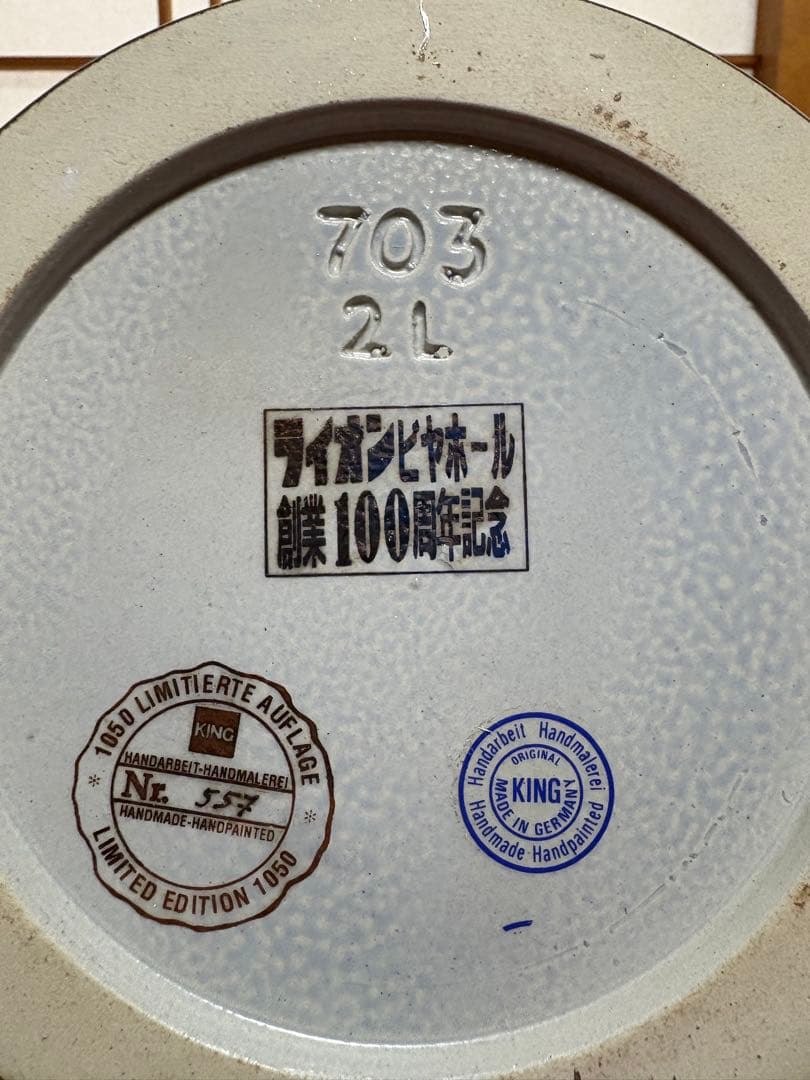 703
2L
ライオンビヤホール
創業100周年記念
1050 LIMITIERTE AUFLAGE
KING
HANDARBEIT-HANDMALEREI
Nr. 557
HANDMADE-HANDPAINTED
LIMITED EDITION 1050
Handarbeit Handmalerei
ORIGINAL
KING
MADE IN GERMANY
Handmade Handpainted